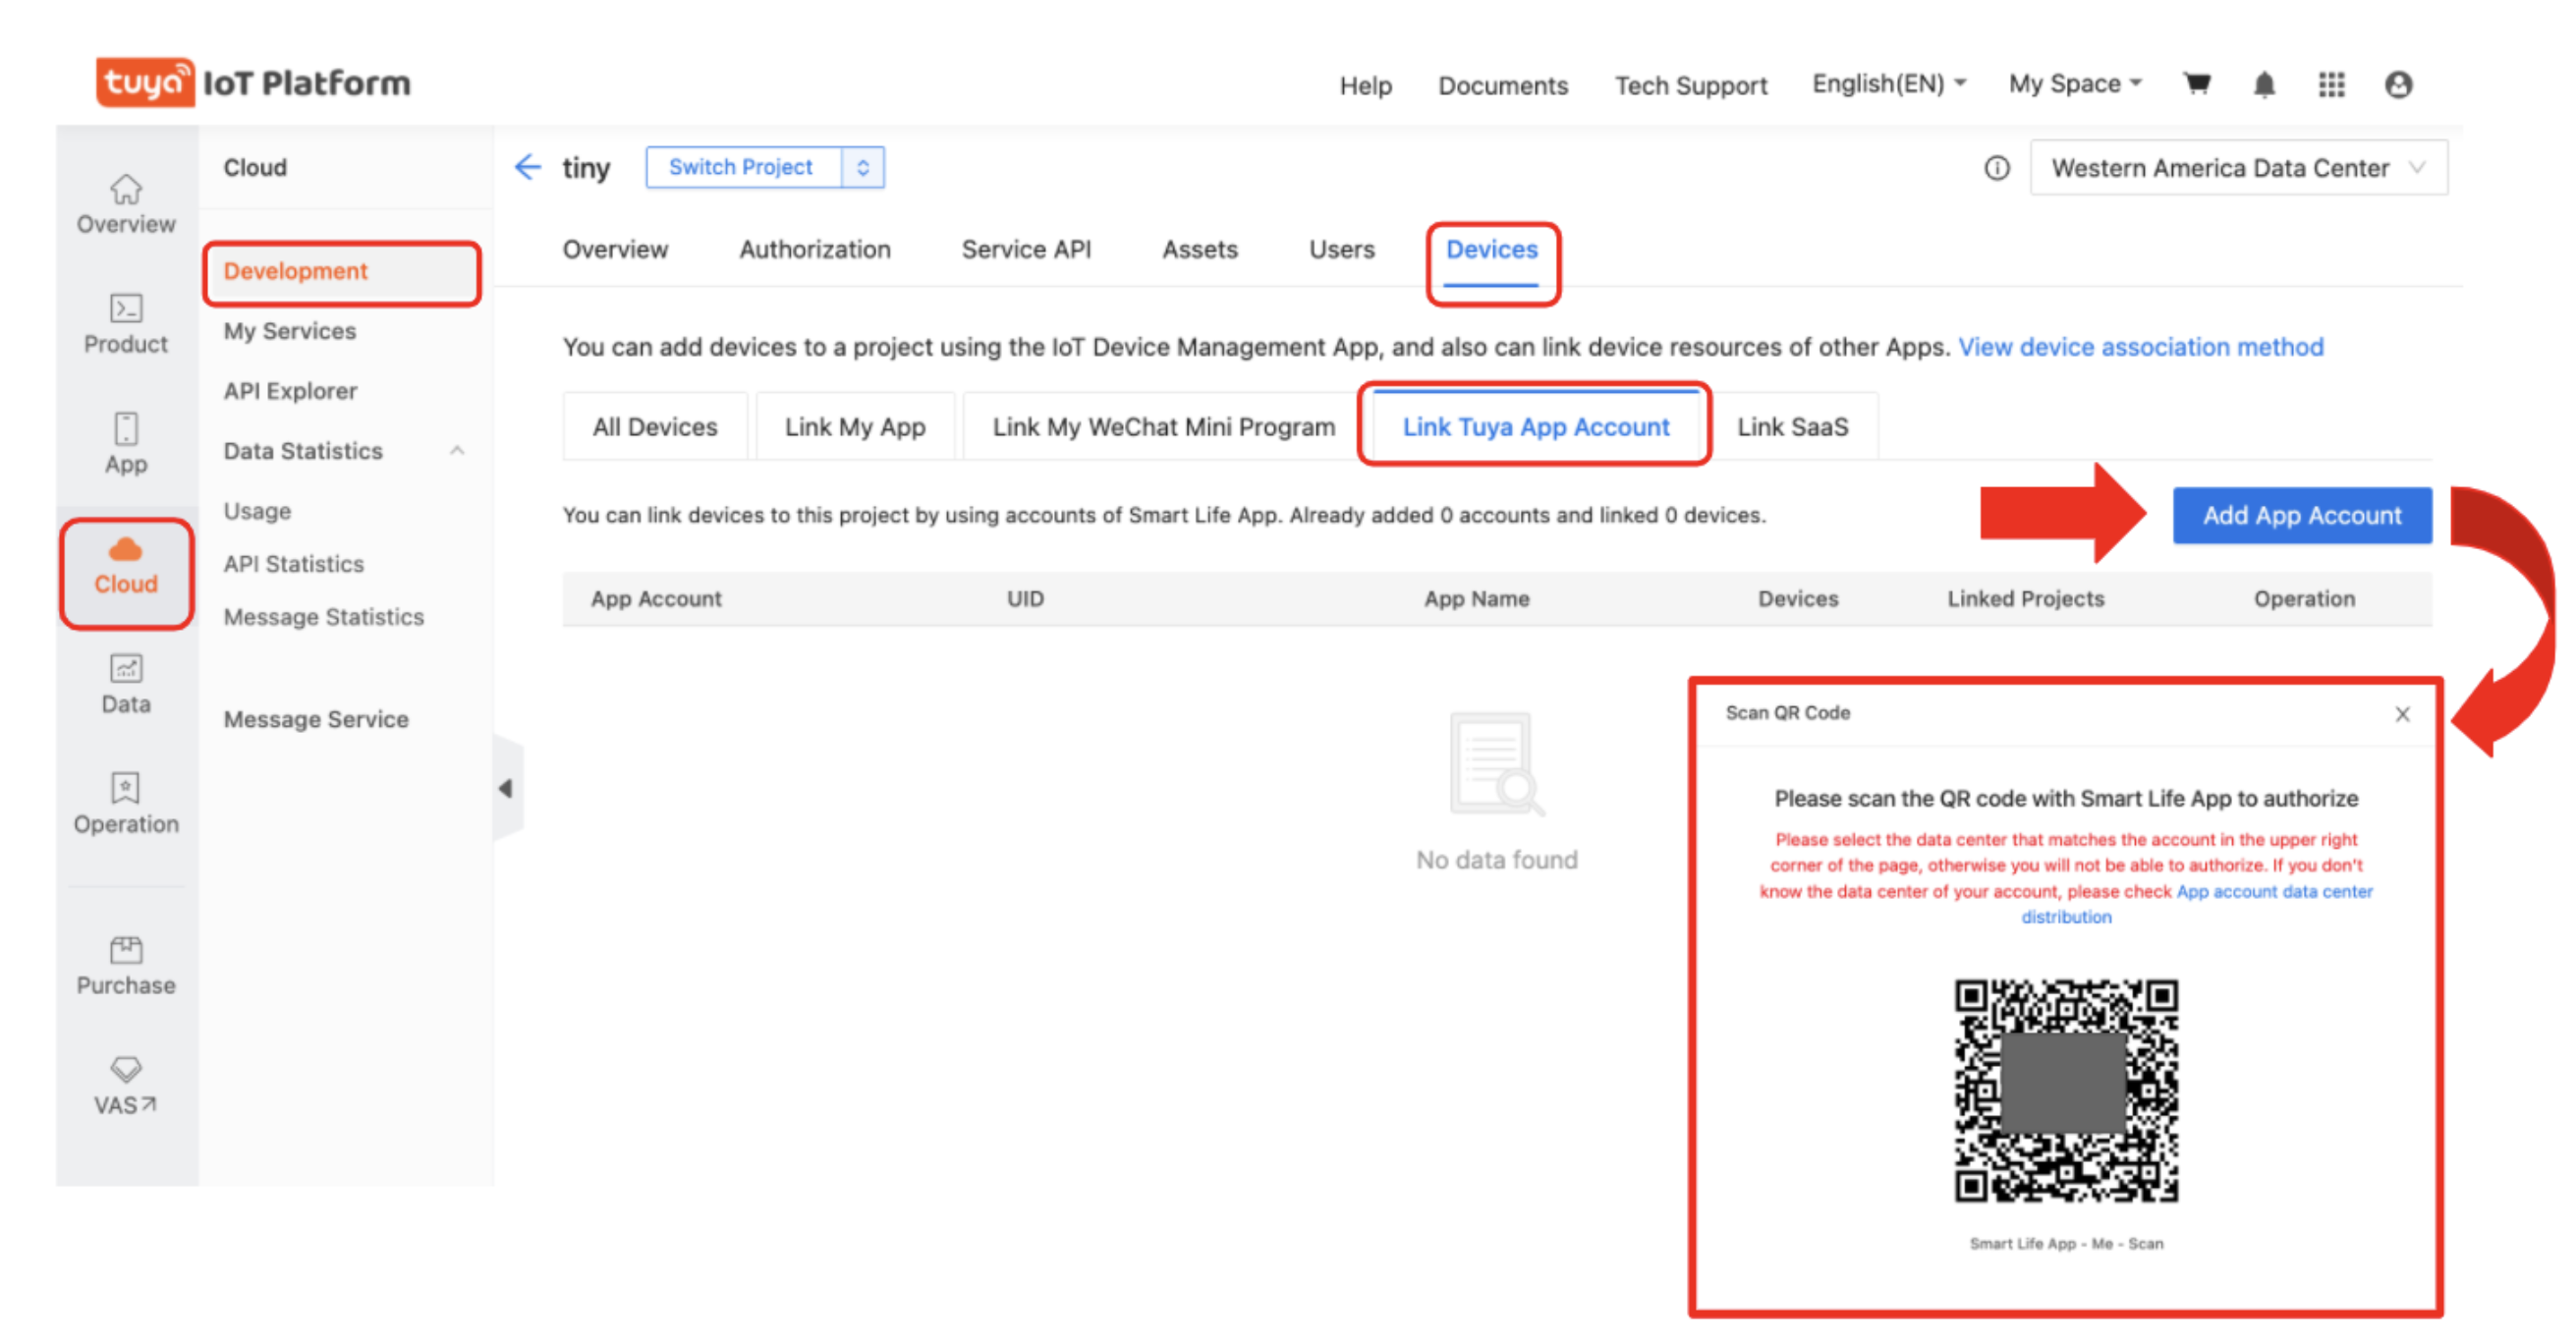 tuya IoT Platform
Help Documents Tech Support English(EN) My Space
Cloud
tiny Switch Project
Western America Data Center
Overview
Development
My Services
API Explorer
Data Statistics
Usage
API Statistics
Message Statistics
Message Service
Product
App
Cloud
Data
Operation
Purchase
VAS
Overview Authorization Service API Assets Users Devices
You can add devices to a project using the IoT Device Management App, and also can link device resources of other Apps. View device association method
All Devices Link My App Link My WeChat Mini Program Link Tuya App Account Link SaaS
You can link devices to this project by using accounts of Smart Life App. Already added 0 accounts and linked 0 devices.
Add App Account
App Account UID App Name Devices Linked Projects Operation
No data found
Scan QR Code
Please scan the QR code with Smart Life App to authorize
Please select the data center that matches the account in the upper right
corner of the page, otherwise you will not be able to authorize. If you don't
know the data center of your account, please check App account data center
distribution
Smart Life App - Me - Scan